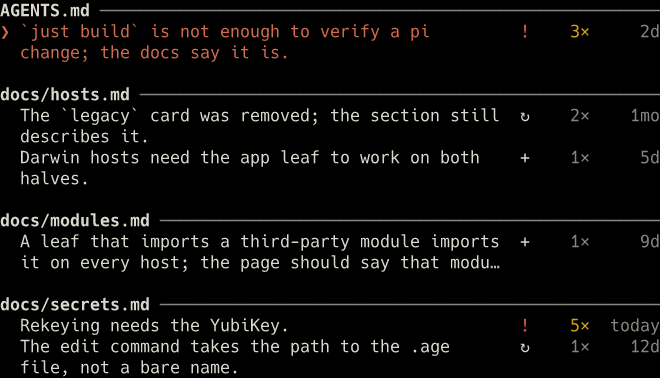 AGENTS.md
❯ `just build` is not enough to verify a pi ! 3× 2d
change; the docs say it is.
docs/hosts.md
The `legacy` card was removed; the section still ↻ 2× 1mo
describes it.
Darwin hosts need the app leaf to work on both + 1× 5d
halves.
docs/modules.md
A leaf that imports a third-party module imports + 1× 9d
it on every host; the page should say that modu…
docs/secrets.md
Rekeying needs the YubiKey. ! 5× today
The edit command takes the path to the .age ↻ 1× 12d
file, not a bare name.